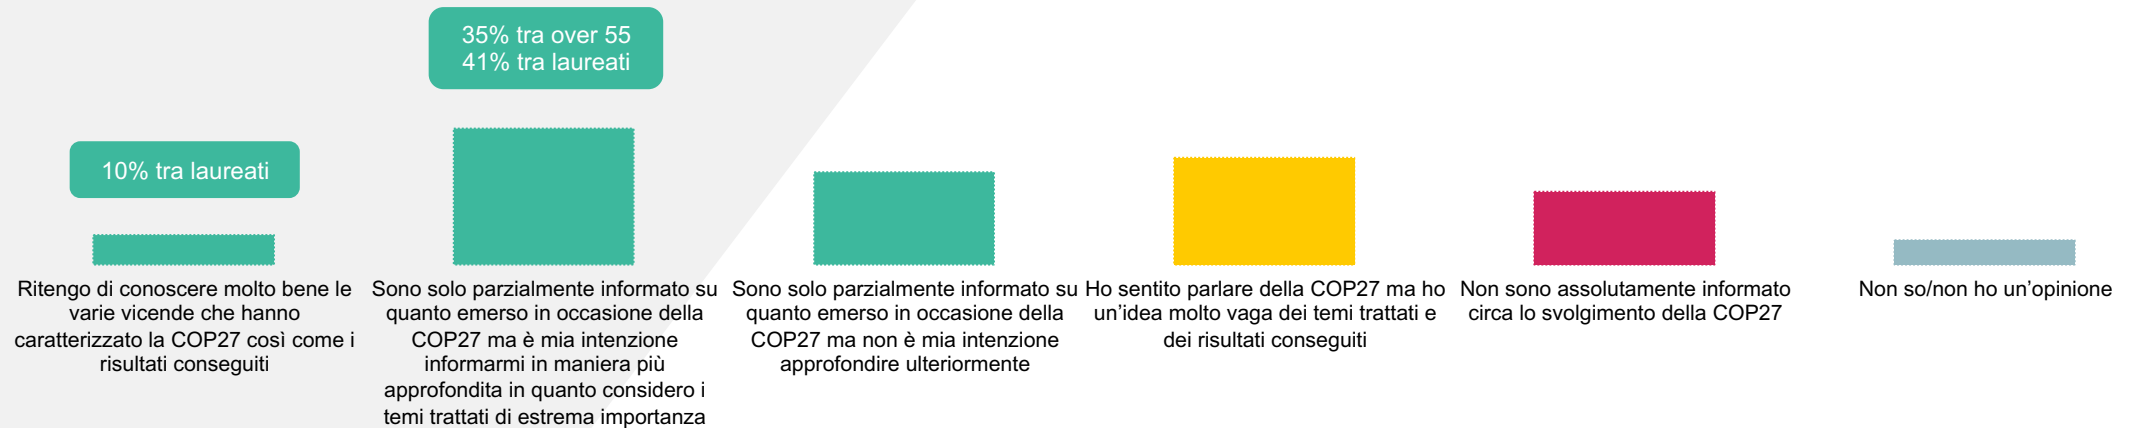 35% tra over 55
41% tra laureati
10% tra laureati
Ritengo di conoscere molto bene le
varie vicende che hanno
caratterizzato la COP27 così come i
risultati conseguiti
Sono solo parzialmente informato su
quanto emerso in occasione della
COP27 ma è mia intenzione
informarmi in maniera più
approfondita in quanto considero i
temi trattati di estrema importanza
Sono solo parzialmente informato su
quanto emerso in occasione della
COP27 ma non è mia intenzione
approfondire ulteriormente
Ho sentito parlare della COP27 ma ho
un’idea molto vaga dei temi trattati e
dei risultati conseguiti
Non sono assolutamente informato
circa lo svolgimento della COP27
Non so/non ho un’opinione